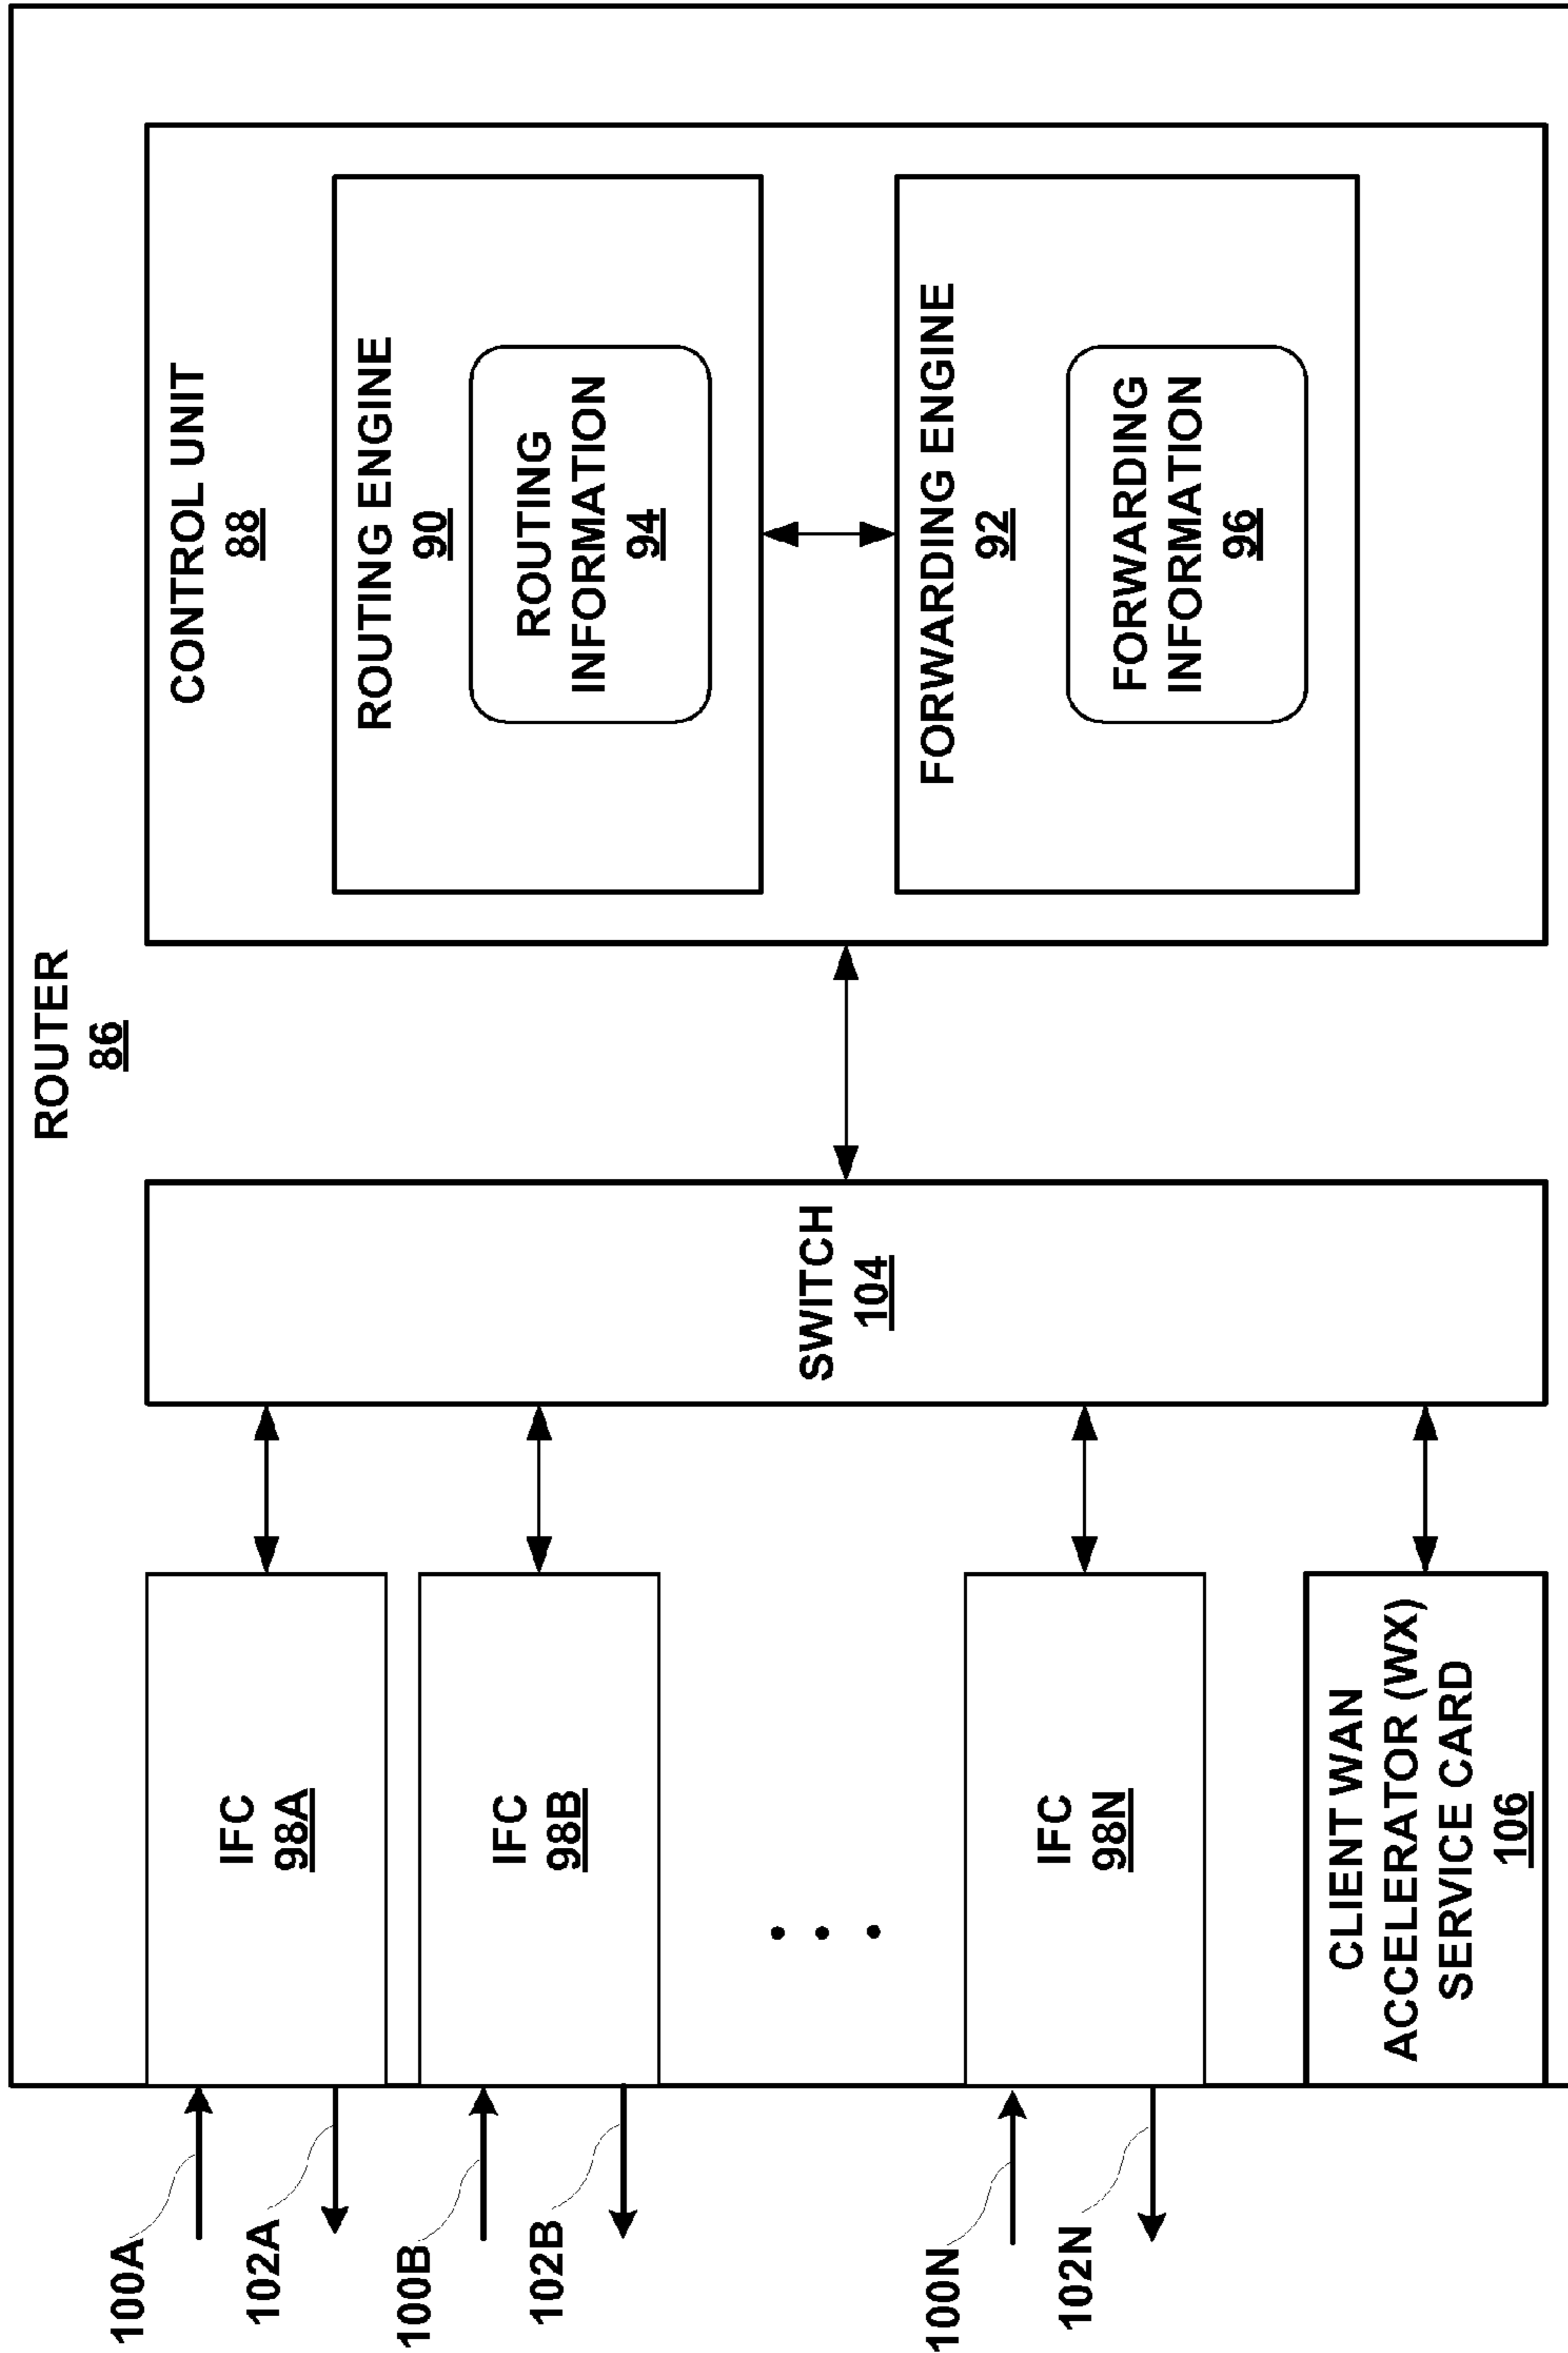 ROUTER
86
100A
102A
100B
102B
100N
102N
IFC
98A
IFC
98B
IFC
98N
CLIENT WAN
ACCELERATOR (WX)
SERVICE CARD
106
SWITCH
104
CONTROL UNIT
88
ROUTING ENGINE
90
ROUTING
INFORMATION
94
FORWARDING ENGINE
92
FORWARDING
INFORMATION
96